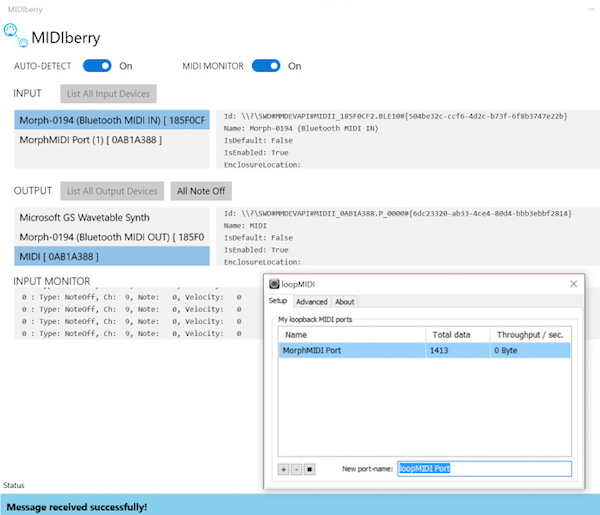 MIDIberry
MIDIberry
AUTO-DETECT On MIDI MONITOR On
INPUT List All Input Devices
Morph-0194 (Bluetooth MIDI IN) [ 185F0CF
MorphMIDI Port (1) [ 0AB1A388 ]
Id: \\?\SWD#MMDEVAPI#MIDII_185F0CF2.BLE10#{504be32c-ccf6-4d2c-b73f-6f8b3747e22b}
Name: Morph-0194 (Bluetooth MIDI IN)
IsDefault: False
IsEnabled: True
EnclosureLocation:
OUTPUT List All Output Devices All Note Off
Microsoft GS Wavetable Synth
Morph-0194 (Bluetooth MIDI OUT) [ 185F0
MIDI [ 0AB1A388 ]
Id: \\?\SWD#MMDEVAPI#MIDII_0AB1A388.P_0000#{6dc23320-ab33-4ce4-80d4-bbb3ebbf2814}
Name: MIDI
IsDefault: False
IsEnabled: True
EnclosureLocation:
INPUT MONITOR
0 : Type: NoteOff, Ch: 9, Note: 0, Velocity: 0
0 : Type: NoteOff, Ch: 9, Note: 0, Velocity: 0
0 : Type: NoteOff, Ch: 9, Note: 0, Velocity: 0
0 : Type: NoteOff, Ch: 9, Note: 0, Velocity: 0
loopMIDI
Setup Advanced About
My loopback MIDI ports
Name Total data Throughput / sec.
MorphMIDI Port 1413 0 Byte
+ - New port-name: loopMIDI Port
Status
Message received successfully!